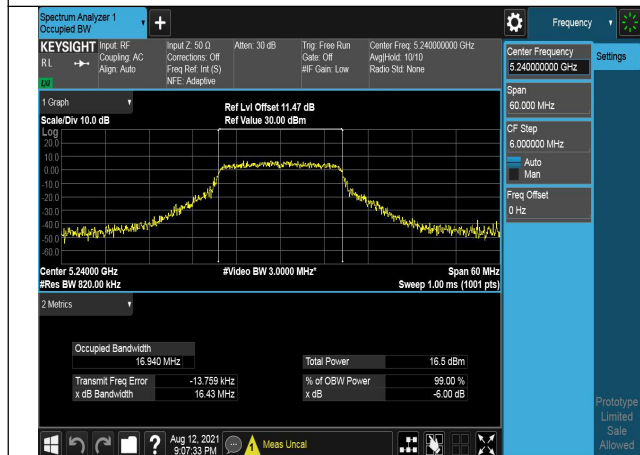 Spectrum Analyzer 1
Occupied BW
Frequency
KEYSIGHT
Input: RF
Coupling: AC
Align: Auto
Input Z: 50 Ω
Corrections: Off
Freq Ref: Int (S)
NFE: Adaptive
Atten: 30 dB
Trig: Free Run
Gate: Off
#IF Gain: Low
Center Freq: 5.240000000 GHz
Avg|Hold: 10/10
Radio Std: None
RL
LXI
Center Frequency
5.240000000 GHz
Settings
Span
60.000 MHz
CF Step
6.000000 MHz
Auto
Man
Freq Offset
0 Hz
1 Graph
Scale/Div 10.0 dB
Ref Lvl Offset 11.47 dB
Ref Value 30.00 dBm
Log
20.0
10.0
0.00
-10.0
-20.0
-30.0
-40.0
-50.0
-60.0
Center 5.24000 GHz
#Video BW 3.0000 MHz*
Span 60 MHz
#Res BW 820.00 kHz
Sweep 1.00 ms (1001 pts)
2 Metrics
Occupied Bandwidth
16.940 MHz
Total Power
16.5 dBm
Transmit Freq Error
-13.759 kHz
% of OBW Power
99.00 %
x dB Bandwidth
16.43 MHz
x dB
-6.00 dB
Prototype
Limited
Sale
Allowed
?
Aug 12, 2021
9:07:33 PM
Meas Uncal